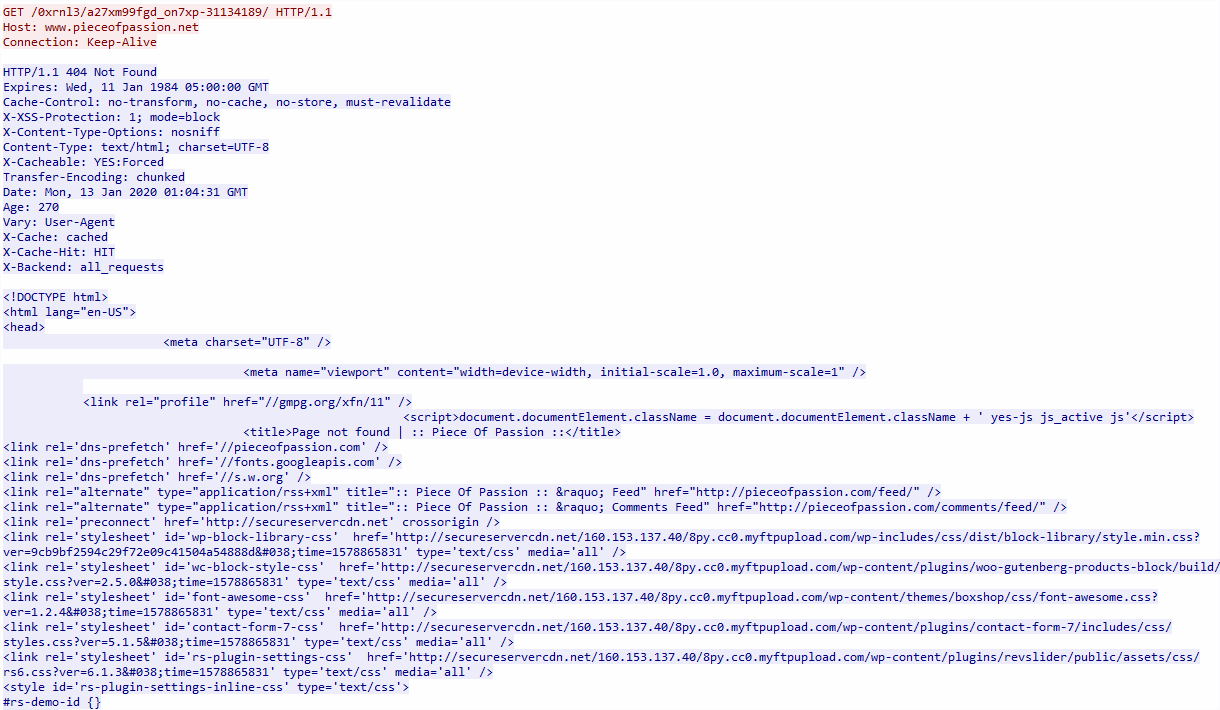 GET /0xrnl3/a27xm99fgd_on7xp-31134189/ HTTP/1.1
Host: www.pieceofpassion.net
Connection: Keep-Alive
HTTP/1.1 404 Not Found
Expires: Wed, 11 Jan 1984 05:00:00 GMT
Cache-Control: no-transform, no-cache, no-store, must-revalidate
X-XSS-Protection: 1; mode=block
X-Content-Type-Options: nosniff
Content-Type: text/html; charset=UTF-8
X-Cacheable: YES:Forced
Transfer-Encoding: chunked
Date: Mon, 13 Jan 2020 01:04:31 GMT
Age: 270
Vary: User-Agent
X-Cache: cached
X-Cache-Hit: HIT
X-Backend: all_requests
<!DOCTYPE html>
<html lang="en-US">
<head>
<meta charset="UTF-8" />
<meta name="viewport" content="width=device-width, initial-scale=1.0, maximum-scale=1" />
<link rel="profile" href="//gmpg.org/xfn/11" />
<script>document.documentElement.className = document.documentElement.className + ' yes-js js_active js'</script>
<title>Page not found | :: Piece Of Passion ::</title>
<link rel='dns-prefetch' href='//pieceofpassion.com' />
<link rel='dns-prefetch' href='//fonts.googleapis.com' />
<link rel='dns-prefetch' href='//s.w.org' />
<link rel="alternate" type="application/rss+xml" title=":: Piece Of Passion :: &raquo; Feed" href="http://pieceofpassion.com/feed/" />
<link rel="alternate" type="application/rss+xml" title=":: Piece Of Passion :: &raquo; Comments Feed" href="http://pieceofpassion.com/comments/feed/" />
<link rel='preconnect' href='http://secureservercdn.net' crossorigin />
<link rel='stylesheet' id='wp-block-library-css'  href='http://secureservercdn.net/160.153.137.40/8py.cc0.myftpupload.com/wp-includes/css/dist/block-library/style.min.css?
ver=9cb9bf2594c29f72e09c41504a54888d&#038;time=1578865831' type='text/css' media='all' />
<link rel='stylesheet' id='wc-block-style-css'  href='http://secureservercdn.net/160.153.137.40/8py.cc0.myftpupload.com/wp-content/plugins/woo-gutenberg-products-block/build/
style.css?ver=2.5.0&#038;time=1578865831' type='text/css' media='all' />
<link rel='stylesheet' id='font-awesome-css'  href='http://secureservercdn.net/160.153.137.40/8py.cc0.myftpupload.com/wp-content/themes/boxshop/css/font-awesome.css?
ver=1.2.4&#038;time=1578865831' type='text/css' media='all' />
<link rel='stylesheet' id='contact-form-7-css'  href='http://secureservercdn.net/160.153.137.40/8py.cc0.myftpupload.com/wp-content/plugins/contact-form-7/includes/css/
styles.css?ver=5.1.5&#038;time=1578865831' type='text/css' media='all' />
<link rel='stylesheet' id='rs-plugin-settings-css'  href='http://secureservercdn.net/160.153.137.40/8py.cc0.myftpupload.com/wp-content/plugins/revslider/public/assets/css/
rs6.css?ver=6.1.3&#038;time=1578865831' type='text/css' media='all' />
<style id='rs-plugin-settings-inline-css' type='text/css'>
#rs-demo-id {}